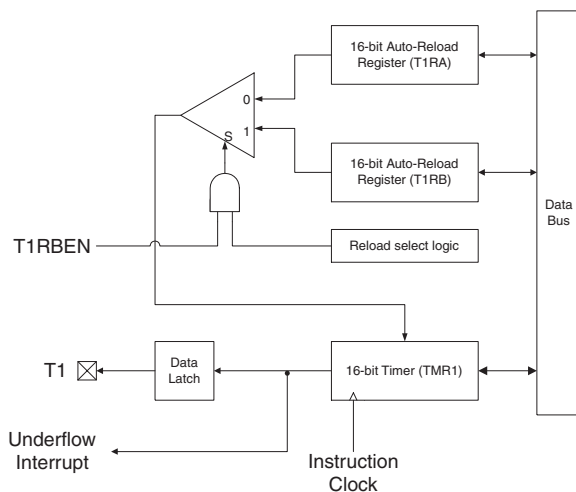 16-bit Auto-Reload
Register (T1RA)
0
1
S
16-bit Auto-Reload
Register (T1RB)
Data
Bus
T1RBEN
Reload select logic
T1
Data
Latch
16-bit Timer (TMR1)
Underflow
Interrupt
Instruction
Clock